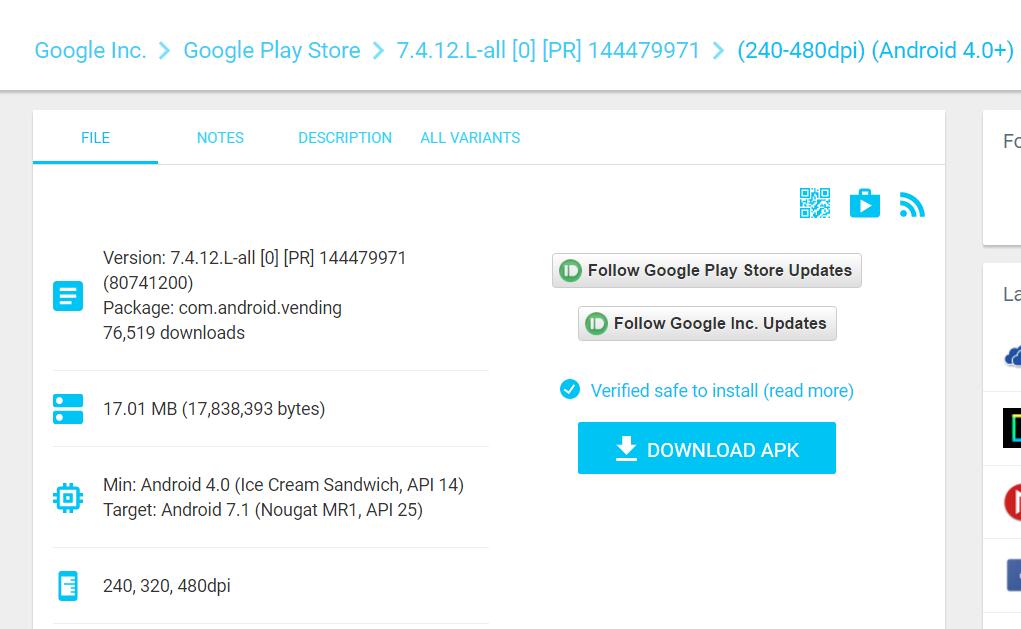 Google Inc. > Google Play Store > 7.4.12.L-all [0] [PR] 144479971 > (240-480dpi) (Android 4.0+)
FILE NOTES DESCRIPTION ALL VARIANTS
Version: 7.4.12.L-all [0] [PR] 144479971
(80741200)
Package: com.android.vending
76,519 downloads
17.01 MB (17,838,393 bytes)
Min: Android 4.0 (Ice Cream Sandwich, API 14)
Target: Android 7.1 (Nougat MR1, API 25)
240, 320, 480dpi
Follow Google Play Store Updates
Follow Google Inc. Updates
Verified safe to install (read more)
DOWNLOAD APK